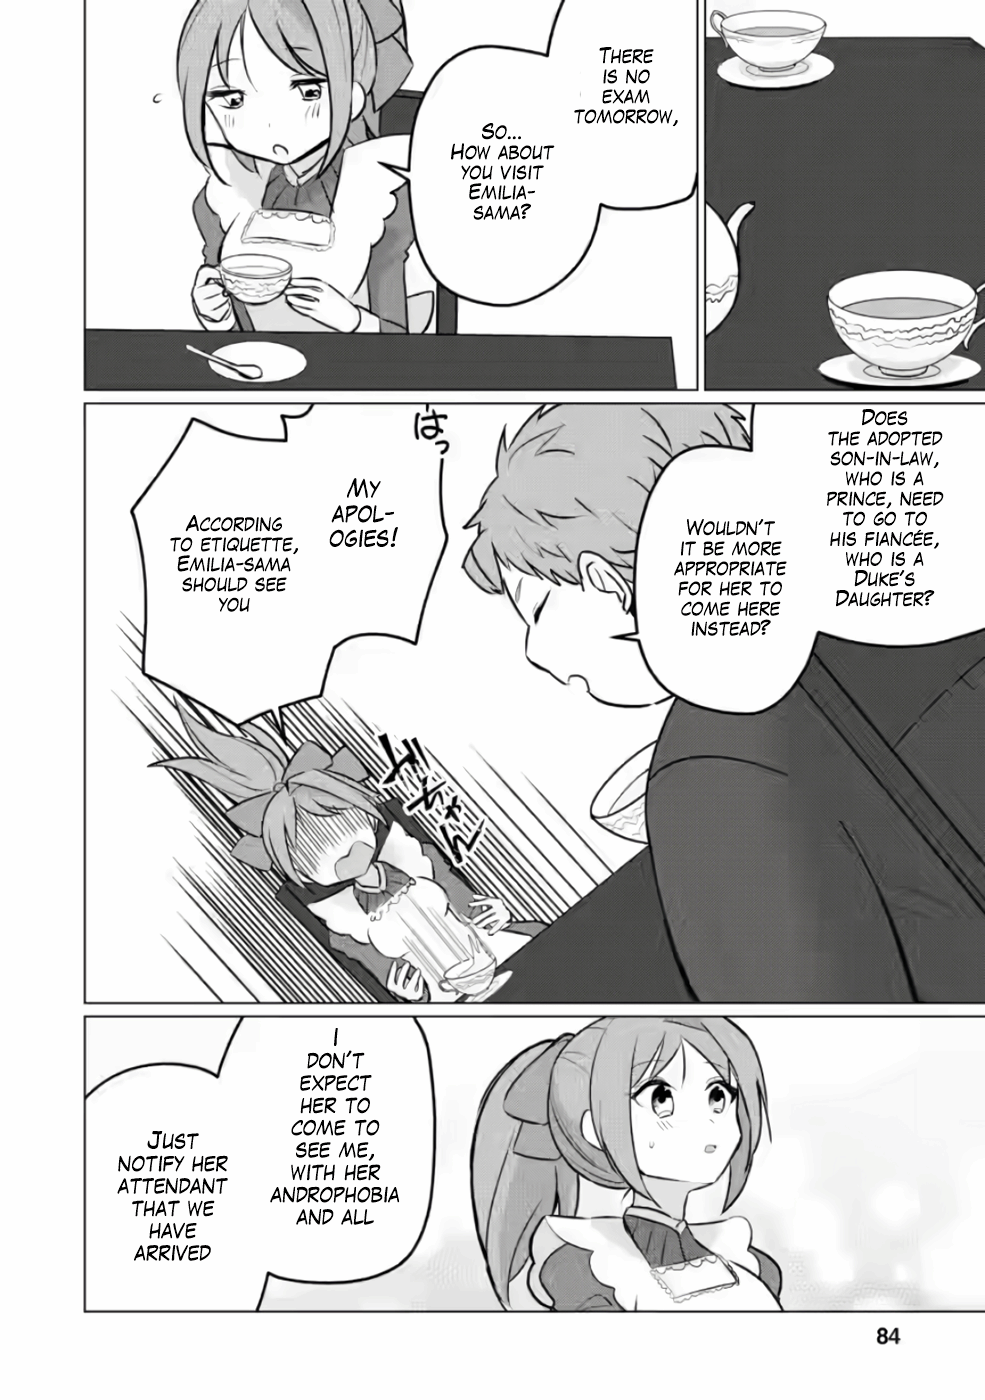 THERE
IS NO
EXAM
TOMORROW,
SO...
HOW ABOUT
YOU VISIT
EMILIA-
SAMA?
DOES
THE ADOPTED
SON-IN-LAW,
WHO IS A
PRINCE, NEED
TO GO TO
HIS FIANCÉE,
WHO IS A
DUKE'S
DAUGHTER?
WOULDN'T
IT BE MORE
APPROPRIATE
FOR HER TO
COME HERE
INSTEAD?
はっ
MY
APOL-
OGIES!
ACCORDING
TO ETIQUETTE,
EMILIA-SAMA
SHOULD SEE
YOU
ガちゃん
I
DON'T
EXPECT
HER TO
COME TO
SEE ME,
WITH HER
ANDROPHOBIA
AND ALL
JUST
NOTIFY HER
ATTENDANT
THAT WE
HAVE
ARRIVED
84